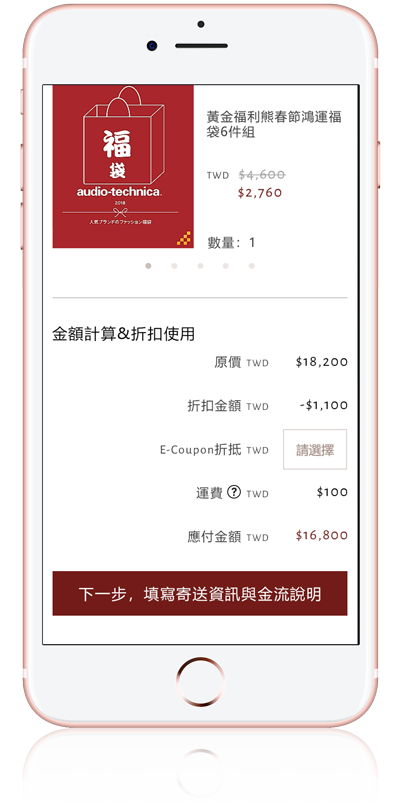 福
袋
audio-technica.
2018
人気ブランドのファッション福袋
黃金福利熊春節鴻運福
袋6件組
TWD $4,600
$2,760
數量：1
金額計算&折扣使用
原價 TWD $18,200
折扣金額 TWD -$1,100
E-Coupon折抵 TWD 請選擇
運費 ? TWD $100
應付金額 TWD $16,800
下一步，填寫寄送資訊與金流說明